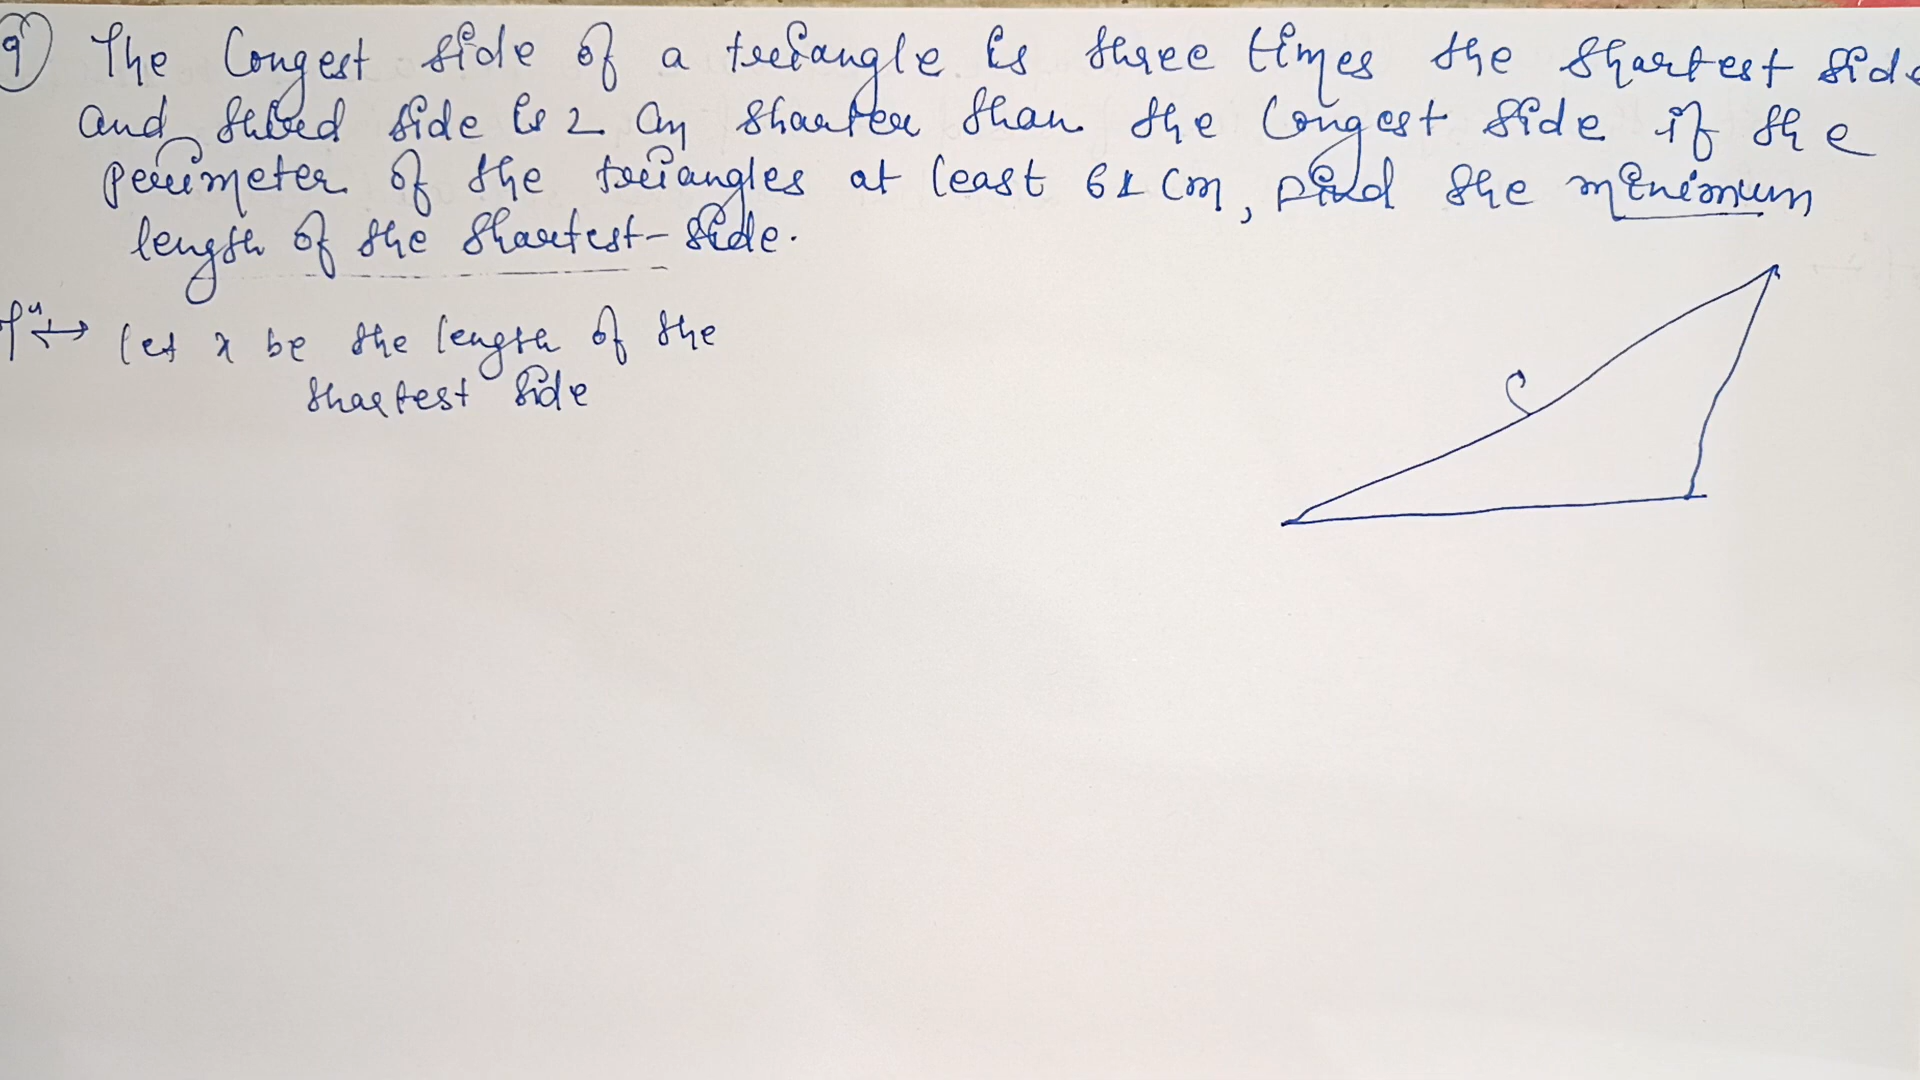 9) The longest side of a triangle is three times the shortest side
and third side is 2 cm shorter than the longest side if the
perimeter of the triangles at least 61 cm, find the minimum
length of the shortest side.
let x be the length of the
shortest side